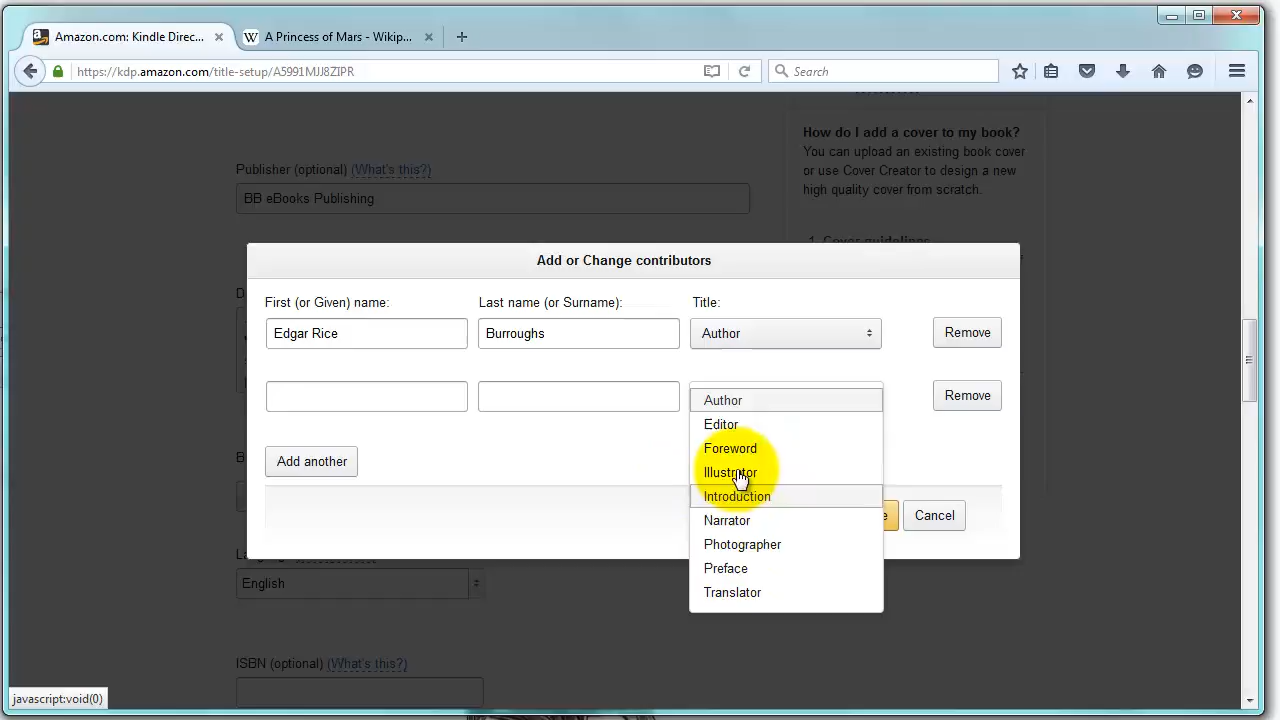 Amazon.com: Kindle Direc...
A Princess of Mars - Wikip...
https://kdp.amazon.com/title-setup/A5991MJJ8ZIPR
Search
Publisher (optional) (What's this?)
BB eBooks Publishing
How do I add a cover to my book?
You can upload an existing book cover
or use Cover Creator to design a new
high quality cover from scratch.
1. Cover guidelines
Add or Change contributors
First (or Given) name:
Last name (or Surname):
Title:
Edgar Rice
Burroughs
Author
Remove
Author
Remove
Editor
Foreword
Illustrator
Introduction
Narrator
Photographer
Preface
Translator
Add another
Cancel
English
ISBN (optional) (What's this?)
javascript:void(0)